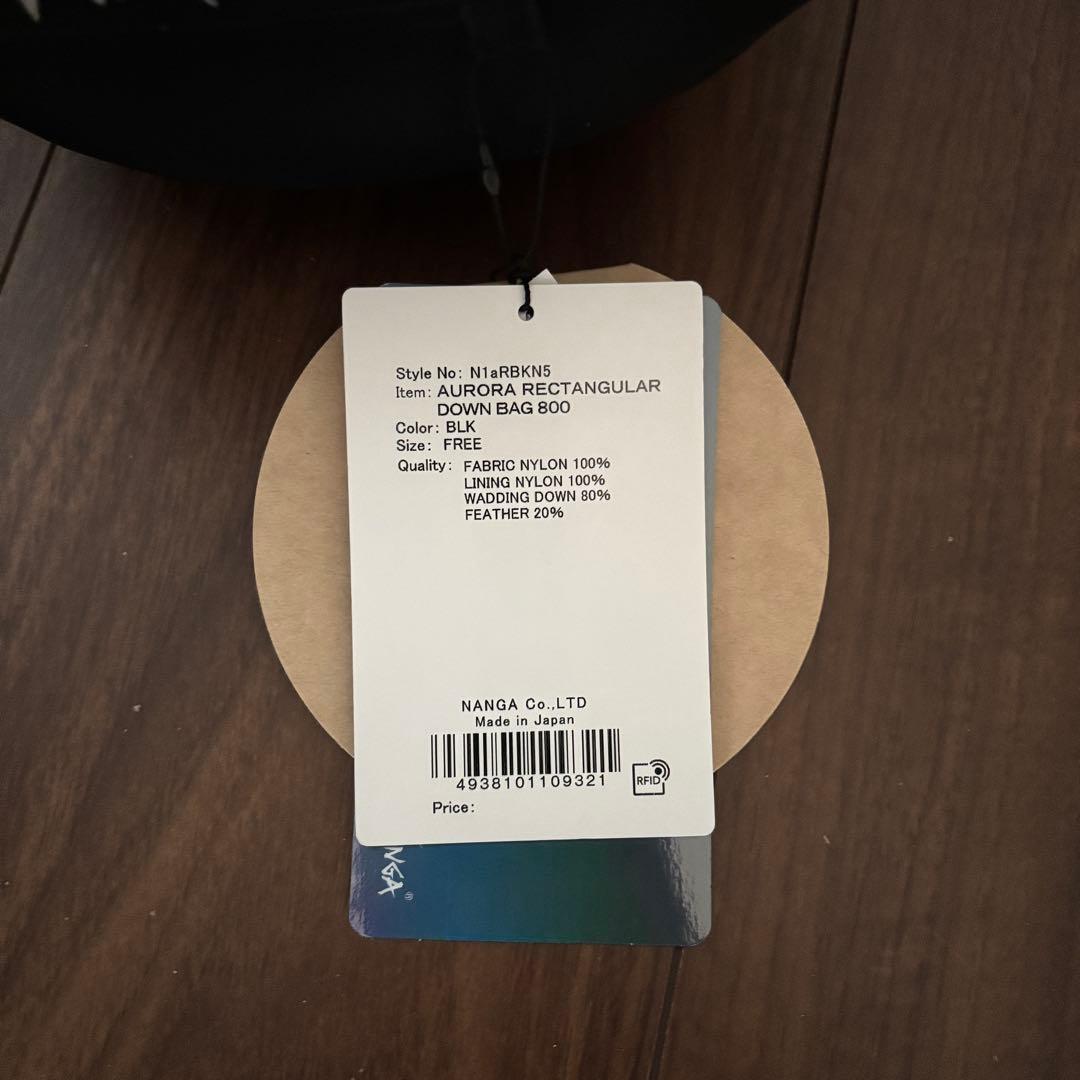 Style No: N1aRBKN5
Item: AURORA RECTANGULAR
DOWN BAG 800
Color: BLK
Size: FREE
Quality: FABRIC NYLON 100%
LINING NYLON 100%
WADDING DOWN 80%
FEATHER 20%
NANGA Co.,LTD
Made in Japan
4938101109321
RFID
Price:
NGA®